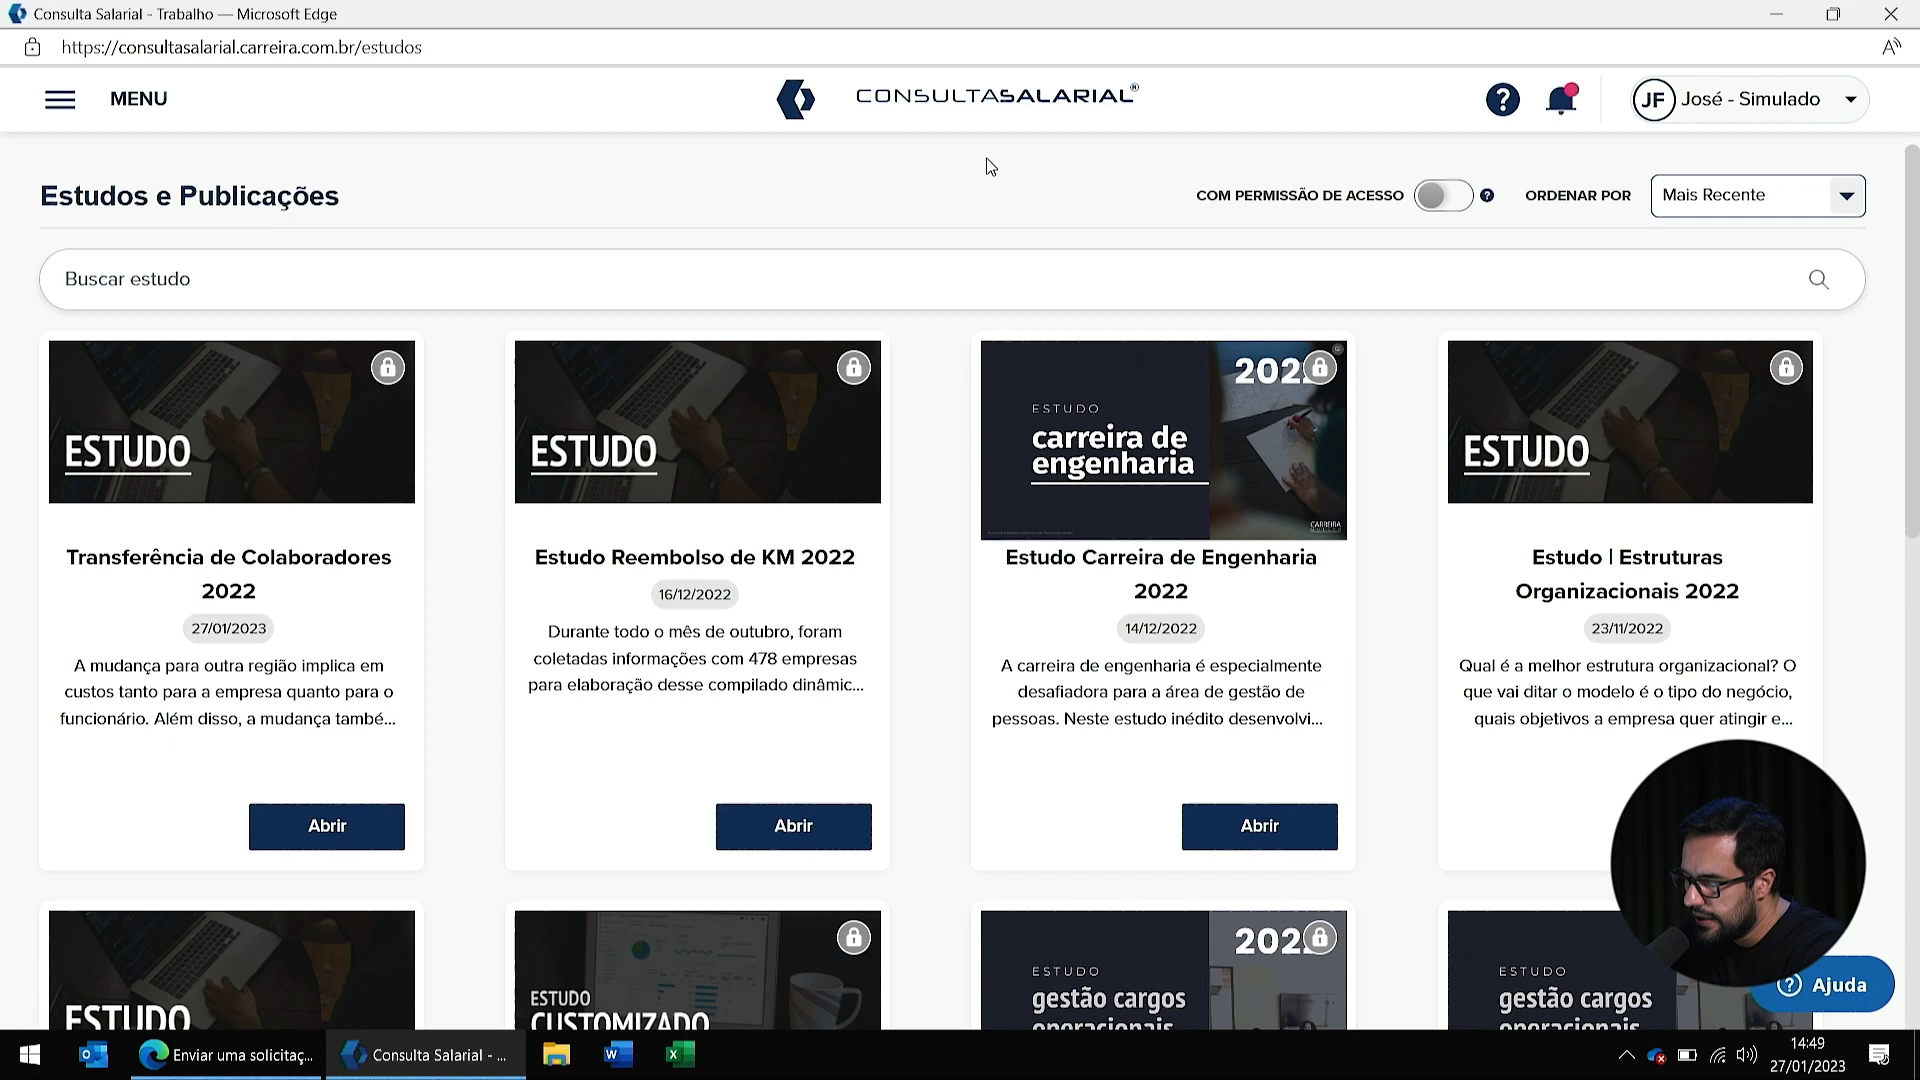 Consulta Salarial - Trabalho — Microsoft Edge
https://consultasalarial.carreira.com.br/estudos
MENU
CONSULTASALARIAL®
JF José - Simulado
Estudos e Publicações
COM PERMISSÃO DE ACESSO
ORDENAR POR
Mais Recente
Buscar estudo
ESTUDO
Transferência de Colaboradores
2022
27/01/2023
A mudança para outra região implica em
custos tanto para a empresa quanto para o
funcionário. Além disso, a mudança també...
Abrir
ESTUDO
Estudo Reembolso de KM 2022
16/12/2022
Durante todo o mês de outubro, foram
coletadas informações com 478 empresas
para elaboração desse compilado dinâmic...
Abrir
ESTUDO
carreira de
engenharia
CARREIRA
Estudo Carreira de Engenharia
2022
14/12/2022
A carreira de engenharia é especialmente
desafiadora para a área de gestão de
pessoas. Neste estudo inédito desenvolvi...
Abrir
ESTUDO
Estudo | Estruturas
Organizacionais 2022
23/11/2022
Qual é a melhor estrutura organizacional? O
que vai ditar o modelo é o tipo do negócio,
quais objetivos a empresa quer atingir e...
ESTUDO
ESTUDO
CUSTOMIZADO
ESTUDO
gestão cargos
operacionais
ESTUDO
gestão cargos
operacionais
Ajuda
Enviar uma solicitaç...
Consulta Salarial - ...
14:49
27/01/2023